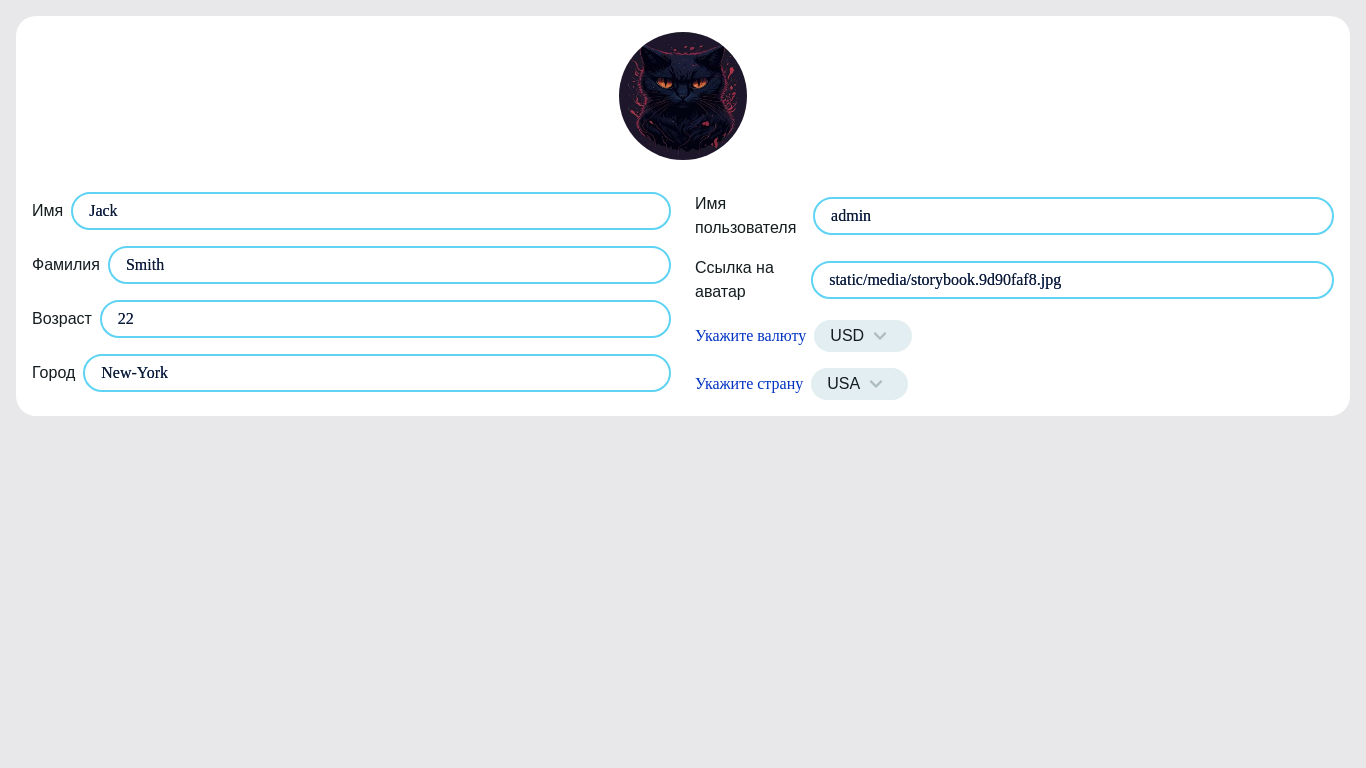 Имя Jack
Фамилия Smith
Возраст 22
Город New-York
Имя
пользователя admin
Ссылка на
аватар static/media/storybook.9d90faf8.jpg
Укажите валюту USD
Укажите страну USA